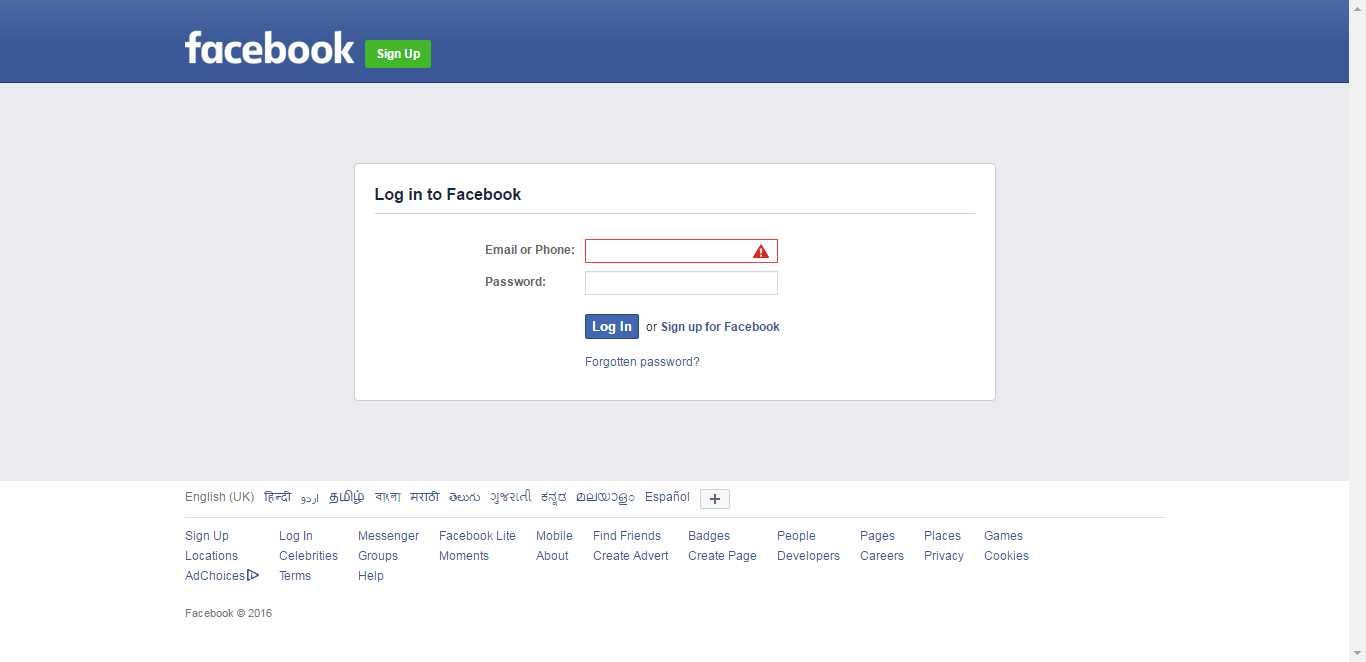 facebook Sign Up
Log in to Facebook
Email or Phone:
Password:
Log In or Sign up for Facebook
Forgotten password?
English (UK) हिन्दी اردو தமிழ் বাংলা मराठी తెలుగు ગુજરાતી ಕನ್ನಡ മലയാളം Español +
Sign Up Log In Messenger Facebook Lite Mobile Find Friends Badges People Pages Places Games
Locations Celebrities Groups Moments About Create Advert Create Page Developers Careers Privacy Cookies
AdChoices Terms Help
Facebook © 2016